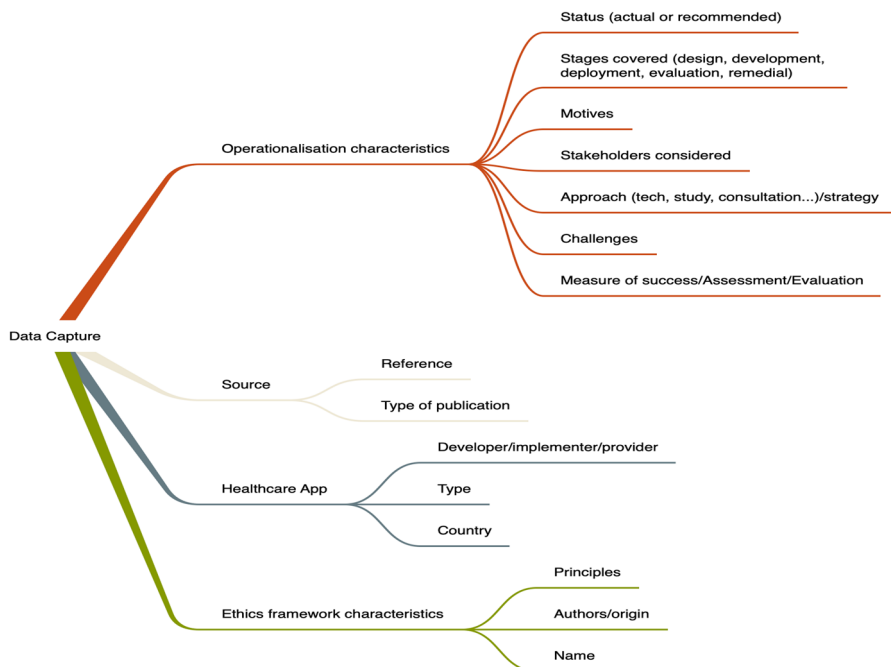 Status (actual or recommended)
Stages covered (design, development,
deployment, evaluation, remedial)
Motives
Operationalisation characteristics
Stakeholders considered
Approach (tech, study, consultation...)/strategy
Challenges
Measure of success/Assessment/Evaluation
Data Capture
Reference
Source
Type of publication
Developer/implementer/provider
Healthcare App
Type
Country
Principles
Ethics framework characteristics
Authors/origin
Name